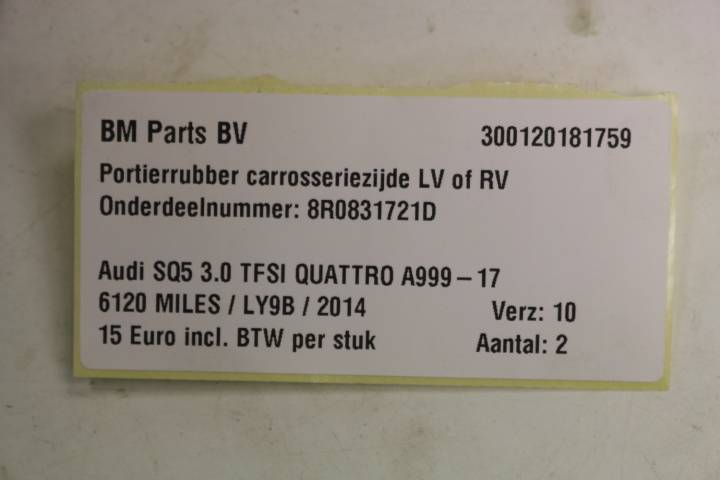 BM Parts BV 300120181759
Portierrubber carrosseriezijde LV of RV
Onderdeelnummer: 8R0831721D
Audi SQ5 3.0 TFSI QUATTRO A999-17
6120 MILES / LY9B / 2014 Verz: 10
15 Euro incl. BTW per stuk Aantal: 2